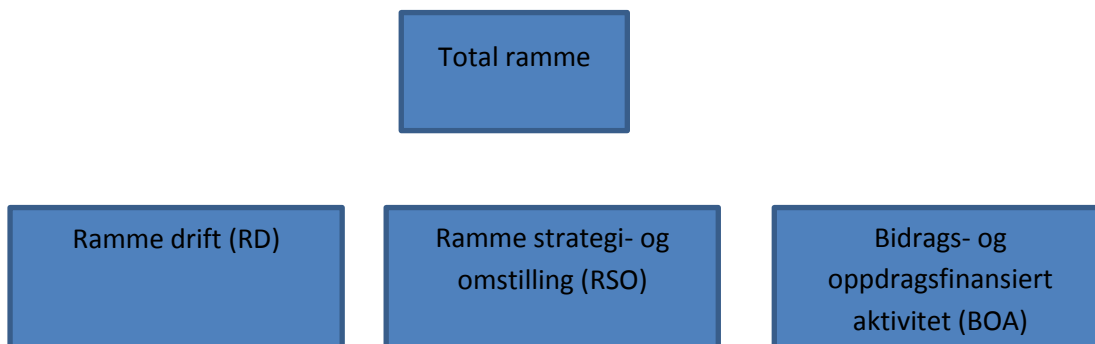 Total ramme
Ramme drift (RD)
Ramme strategi- og
omstilling (RSO)
Bidrags- og
oppdragsfinansiert
aktivitet (BOA)